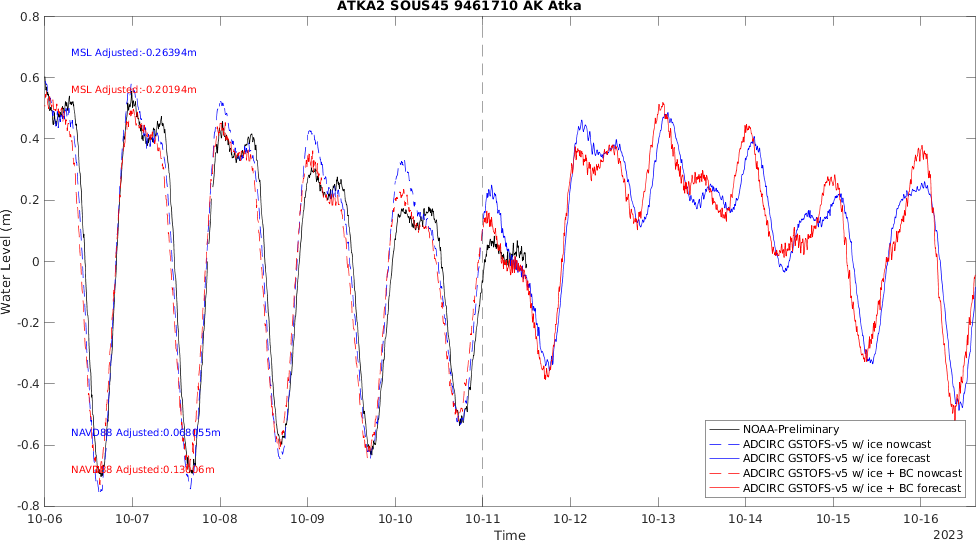 ATKA2 SOUS45 9461710 AK Atka
0.8
0.6
0.4
0.2
0
-0.2
-0.4
-0.6
-0.8
Water Level (m)
MSL Adjusted:-0.26394m
MSL Adjusted:-0.20194m
NAVD88 Adjusted:0.068055m
NAVD88 Adjusted:
NOAA-Preliminary
ADCIRC GSTOFS-v5 w/ ice nowcast
ADCIRC GSTOFS-v5 w/ ice forecast
ADCIRC GSTOFS-v5 w/ ice + BC nowcast
ADCIRC GSTOFS-v5 w/ ice + BC forecast
10-06 10-07 10-08 10-09 10-10 10-11 10-12 10-13 10-14 10-15 10-16
Time
2023